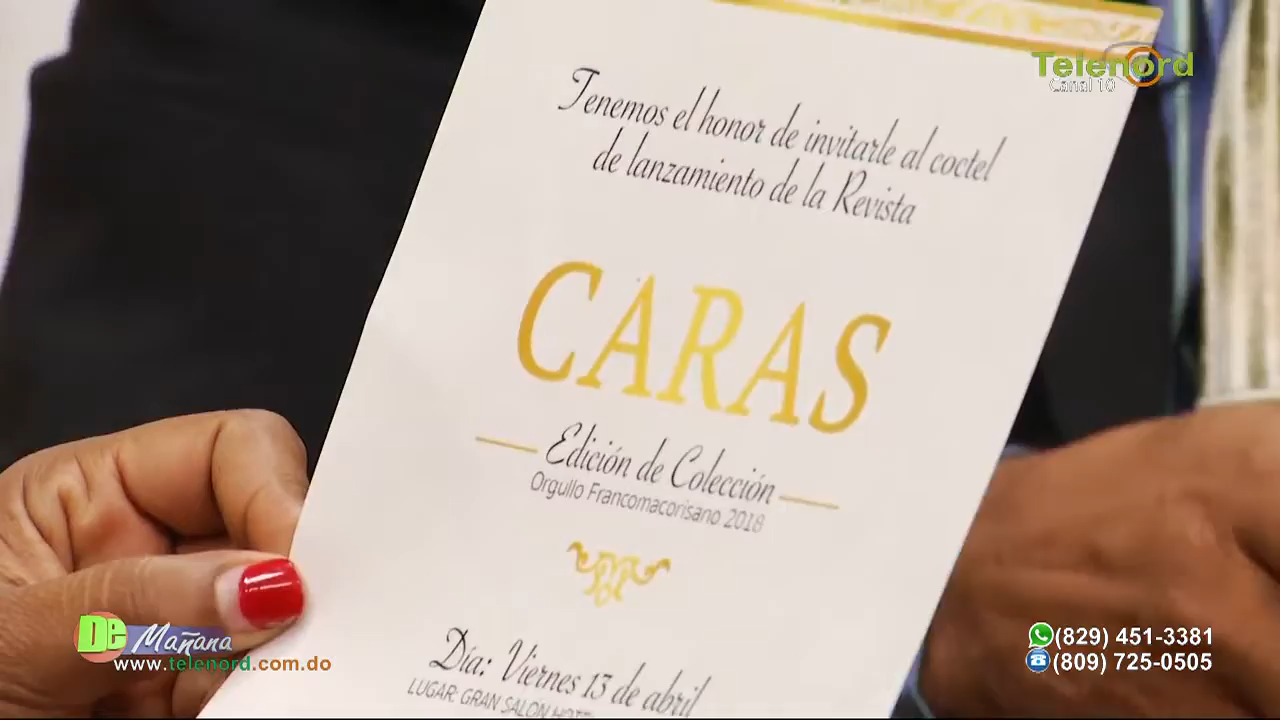 Telenord
Canal 10
Tenemos el honor de invitarle al coctel
de lanzamiento de la Revista
CARAS
Edición de Colección
Orgullo Francomacorisano 2018
Día: Viernes 13 de abril
LUGAR: GRAN SALON
De Mañana
www.telenord.com.do
(829) 451-3381
(809) 725-0505